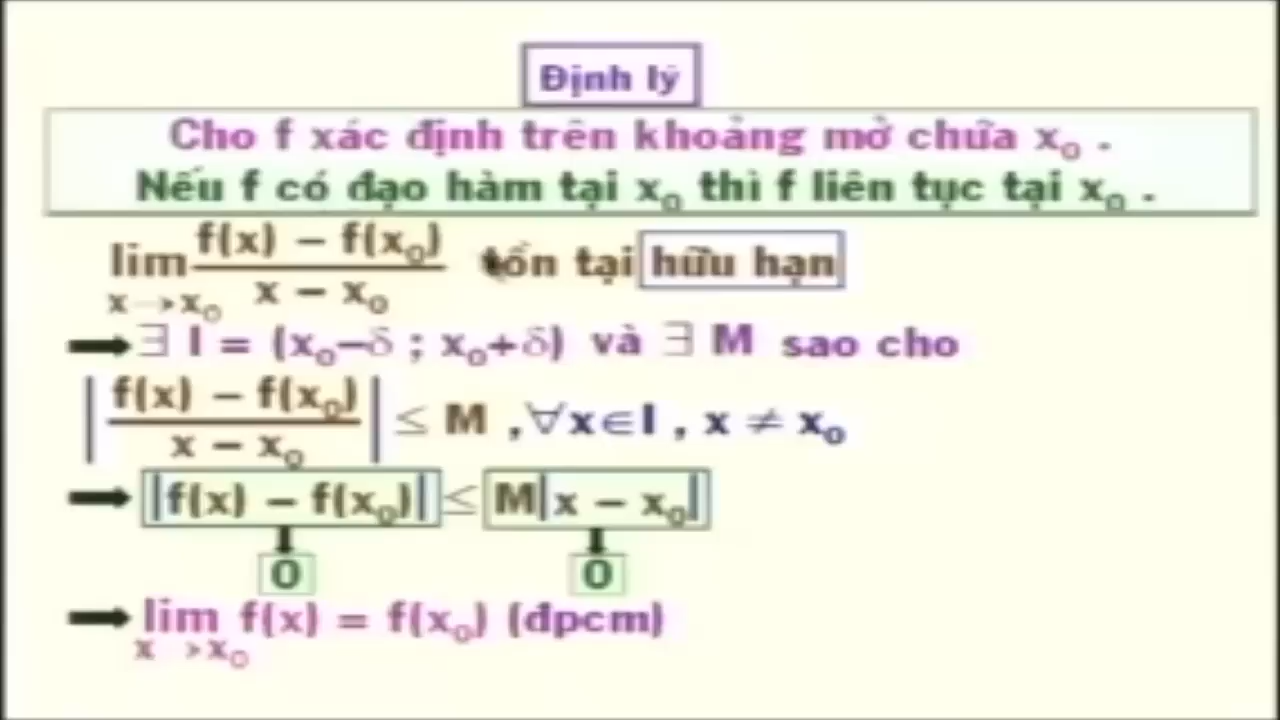 Định lý
Cho f xác định trên khoảng mở chứa x₀ .
Nếu f có đạo hàm tại x₀ thì f liên tục tại x₀ .
lim x→x₀ (f(x) − f(x₀))/(x − x₀) tồn tại hữu hạn
➡ ∃ I = (x₀−δ ; x₀+δ) và ∃ M sao cho
|(f(x) − f(x₀))/(x − x₀)| ≤ M ,∀x∈I , x ≠ x₀
➡ |f(x) − f(x₀)| ≤ M|x − x₀|
0 0
➡ lim x→x₀ f(x) = f(x₀) (đpcm)